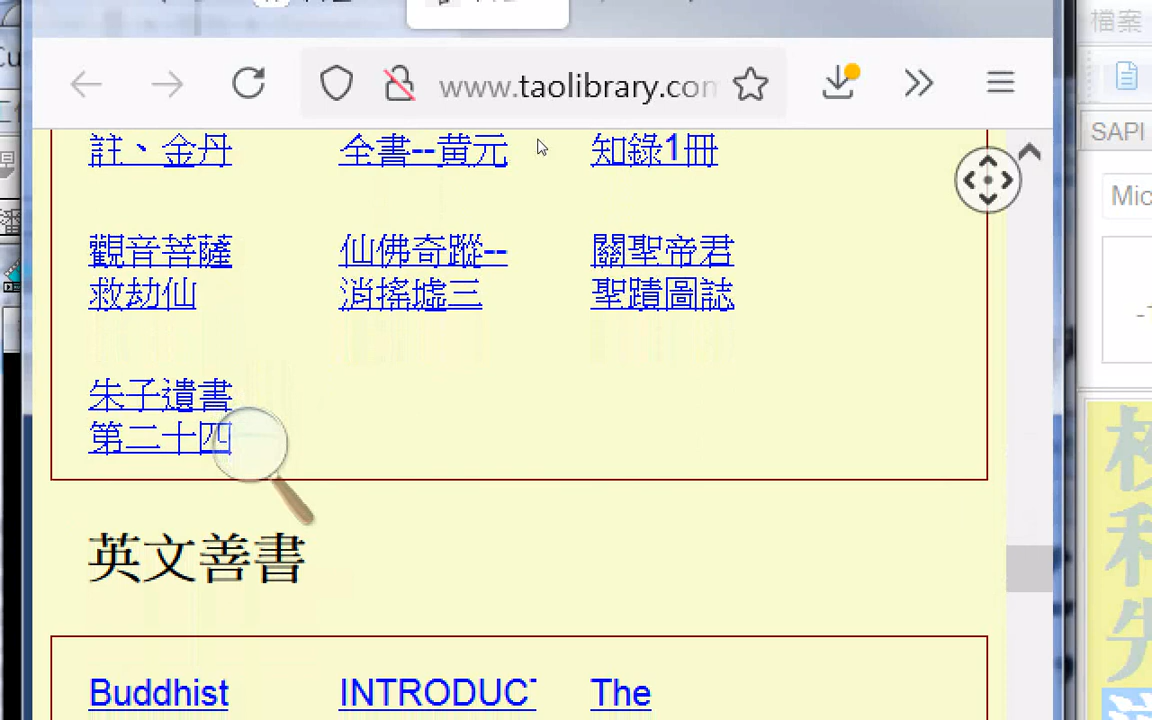 www.taolibrary.com
檔案
SAPI
Mic
註、金丹 全書--黃元 知錄1冊
觀音菩薩 仙佛奇蹤-- 關聖帝君
救劫仙 消搖墟三 聖蹟圖誌
朱子遺書
第二十四
英文善書
Buddhist INTRODUCT The